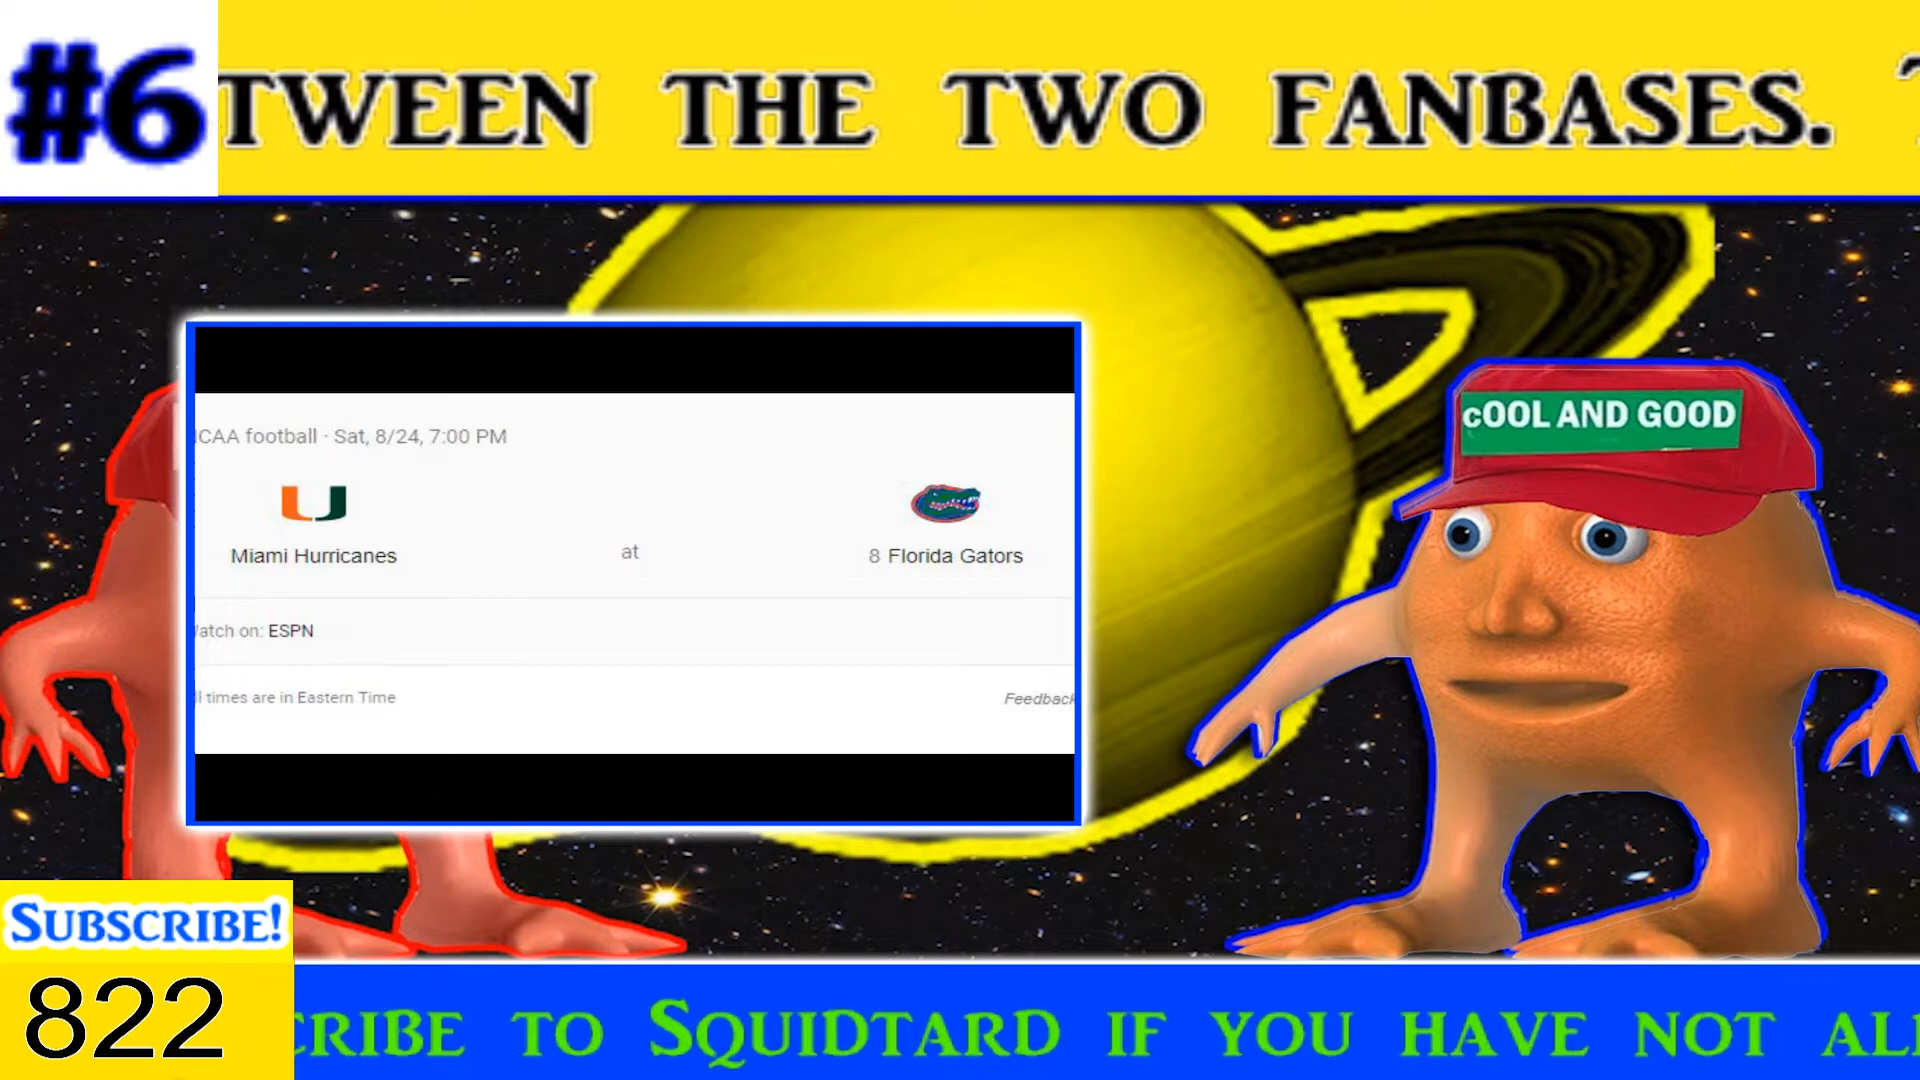 #6
TWEEN THE TWO FANBASES.
cOOL AND GOOD
CAA football · Sat, 8/24, 7:00 PM
Miami Hurricanes
at
8 Florida Gators
atch on: ESPN
ll times are in Eastern Time
Feedback
SUBSCRIBE!
822
CRIBE TO SQUIDTARD IF YOU HAVE NOT AL